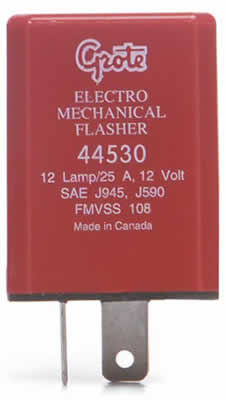 Grote
ELECTRO
MECHANICAL
FLASHER
44530
12 Lamp/25 A, 12 Volt
SAE J945, J590
FMVSS 108
Made in Canada